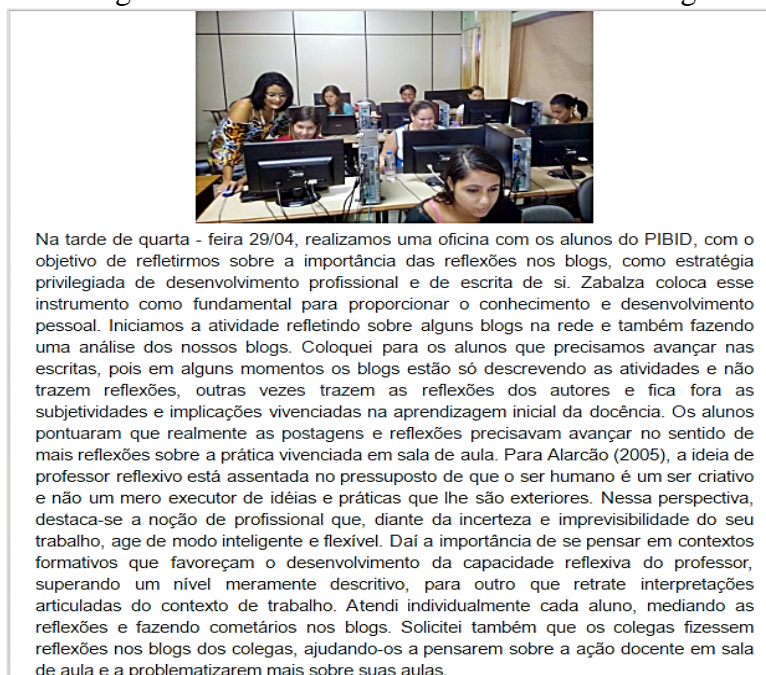 Na tarde de quarta - feira 29/04, realizamos uma oficina com os alunos do PIBID, com o
objetivo de refletirmos sobre a importância das reflexões nos blogs, como estratégia
privilegiada de desenvolvimento profissional e de escrita de si. Zabalza coloca esse
instrumento como fundamental para proporcionar o conhecimento e desenvolvimento
pessoal. Iniciamos a atividade refletindo sobre alguns blogs na rede e também fazendo
uma análise dos nossos blogs. Coloquei para os alunos que precisamos avançar nas
escritas, pois em alguns momentos os blogs estão só descrevendo as atividades e não
trazem reflexões, outras vezes trazem as reflexões dos autores e fica fora as
subjetividades e implicações vivenciadas na aprendizagem inicial da docência. Os alunos
pontuaram que realmente as postagens e reflexões precisavam avançar no sentido de
mais reflexões sobre a prática vivenciada em sala de aula. Para Alarcão (2005), a ideia de
professor reflexivo está assentada no pressuposto de que o ser humano é um ser criativo
e não um mero executor de idéias e práticas que lhe são exteriores. Nessa perspectiva,
destaca-se a noção de profissional que, diante da incerteza e imprevisibilidade do seu
trabalho, age de modo inteligente e flexível. Daí a importância de se pensar em contextos
formativos que favoreçam o desenvolvimento da capacidade reflexiva do professor,
superando um nível meramente descritivo, para outro que retrate interpretações
articuladas do contexto de trabalho. Atendi individualmente cada aluno, mediando as
reflexões e fazendo cometários nos blogs. Solicitei também que os colegas fizessem
reflexões nos blogs dos colegas, ajudando-os a pensarem sobre a ação docente em sala
de aula e a problematizarem mais sobre suas aulas.